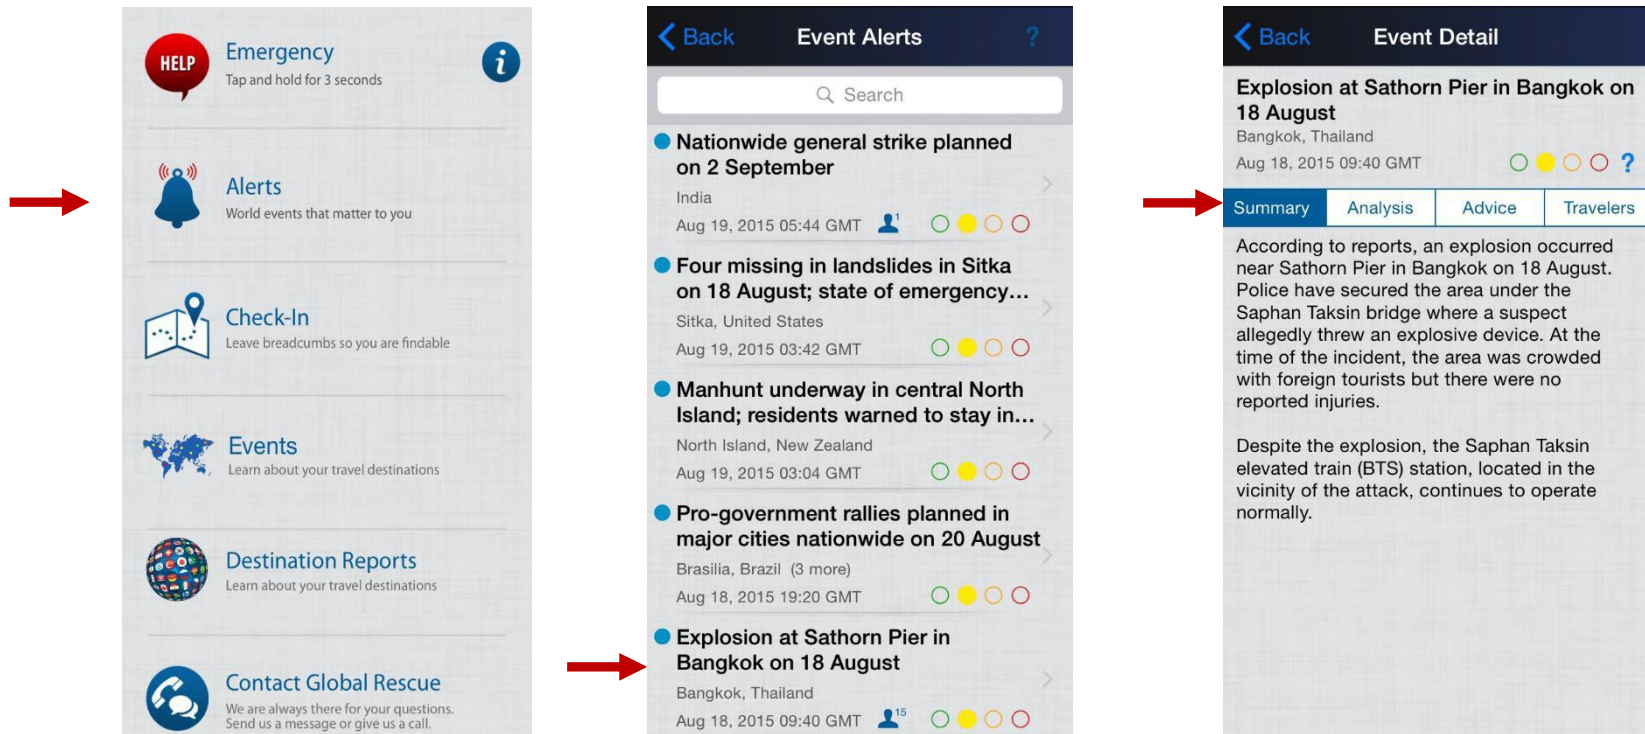 HELP
Emergency
Tap and hold for 3 seconds
i
Alerts
World events that matter to you
Check-In
Leave breadcumbs so you are findable
Events
Learn about your travel destinations
Destination Reports
Learn about your travel destinations
Contact Global Rescue
We are always there for your questions.
Send us a message or give us a call.
Back Event Alerts ?
Search
Nationwide general strike planned
on 2 September
India
Aug 19, 2015 05:44 GMT 1
Four missing in landslides in Sitka
on 18 August; state of emergency...
Sitka, United States
Aug 19, 2015 03:42 GMT
Manhunt underway in central North
Island; residents warned to stay in...
North Island, New Zealand
Aug 19, 2015 03:04 GMT
Pro-government rallies planned in
major cities nationwide on 20 August
Brasilia, Brazil (3 more)
Aug 18, 2015 19:20 GMT
Explosion at Sathorn Pier in
Bangkok on 18 August
Bangkok, Thailand
Aug 18, 2015 09:40 GMT 15
Back Event Detail
Explosion at Sathorn Pier in Bangkok on
18 August
Bangkok, Thailand
Aug 18, 2015 09:40 GMT ?
Summary Analysis Advice Travelers
According to reports, an explosion occurred
near Sathorn Pier in Bangkok on 18 August.
Police have secured the area under the
Saphan Taksin bridge where a suspect
allegedly threw an explosive device. At the
time of the incident, the area was crowded
with foreign tourists but there were no
reported injuries.
Despite the explosion, the Saphan Taksin
elevated train (BTS) station, located in the
vicinity of the attack, continues to operate
normally.